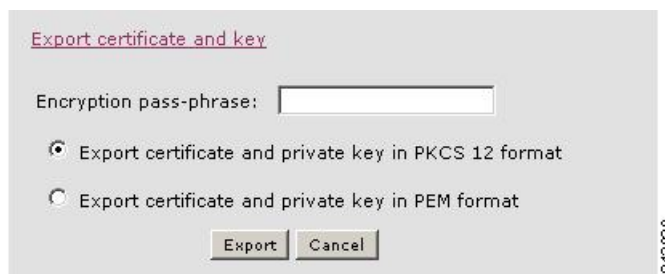 Export certificate and key
Encryption pass-phrase:
Export certificate and private key in PKCS 12 format
Export certificate and private key in PEM format
Export Cancel